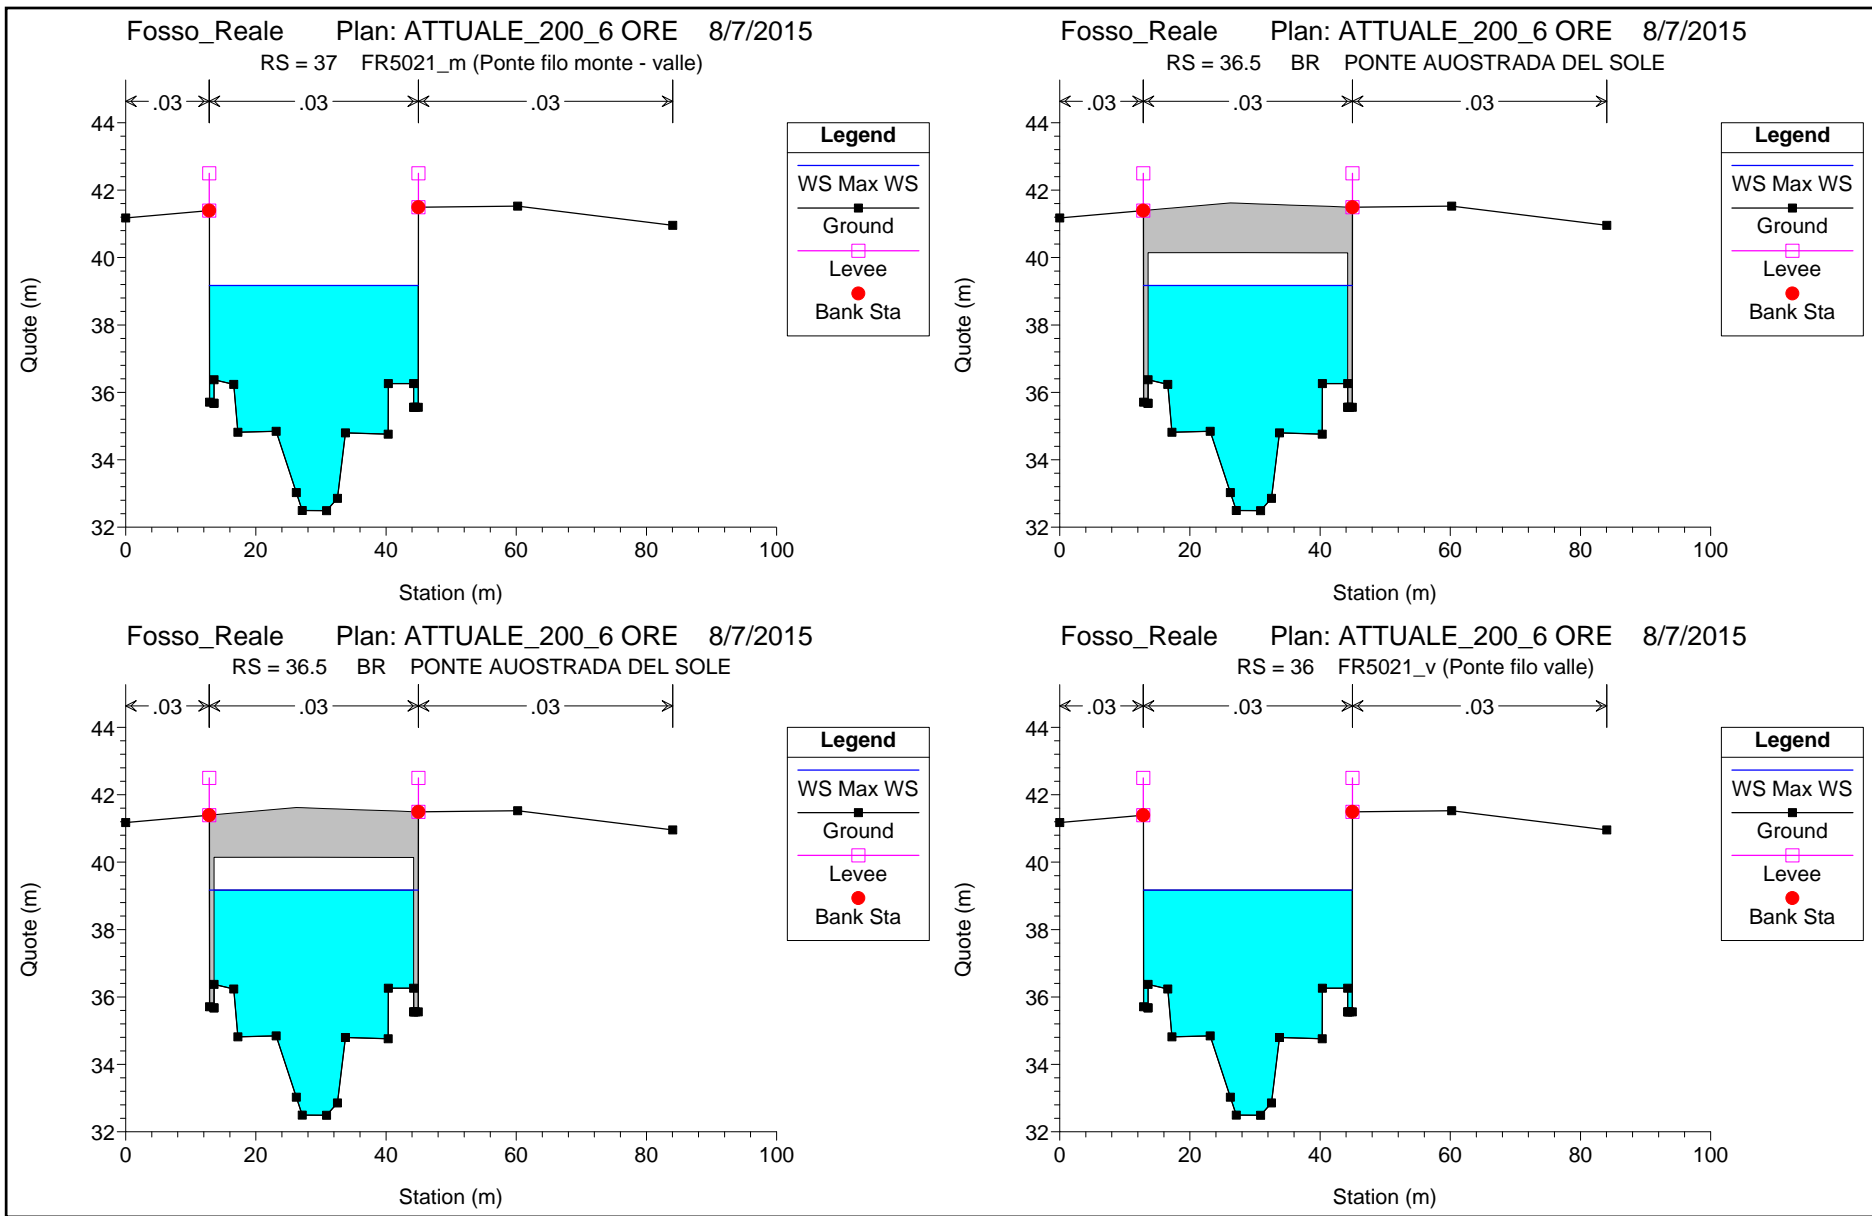 Fosso_Reale Plan: ATTUALE_200_6 ORE 8/7/2015
RS = 37 FR5021_m (Ponte filo monte - valle)
.03 .03 .03
44
42
40
38
36
34
32
0 20 40 60 80 100
Station (m)
Quote (m)
Legend
WS Max WS
Ground
Levee
Bank Sta
Fosso_Reale Plan: ATTUALE_200_6 ORE 8/7/2015
RS = 36.5 BR PONTE AUOSTRADA DEL SOLE
.03 .03 .03
44
42
40
38
36
34
32
0 20 40 60 80 100
Station (m)
Quote (m)
Legend
WS Max WS
Ground
Levee
Bank Sta
Fosso_Reale Plan: ATTUALE_200_6 ORE 8/7/2015
RS = 36.5 BR PONTE AUOSTRADA DEL SOLE
.03 .03 .03
44
42
40
38
36
34
32
0 20 40 60 80 100
Station (m)
Quote (m)
Legend
WS Max WS
Ground
Levee
Bank Sta
Fosso_Reale Plan: ATTUALE_200_6 ORE 8/7/2015
RS = 36 FR5021_v (Ponte filo valle)
.03 .03 .03
44
42
40
38
36
34
32
0 20 40 60 80 100
Station (m)
Quote (m)
Legend
WS Max WS
Ground
Levee
Bank Sta